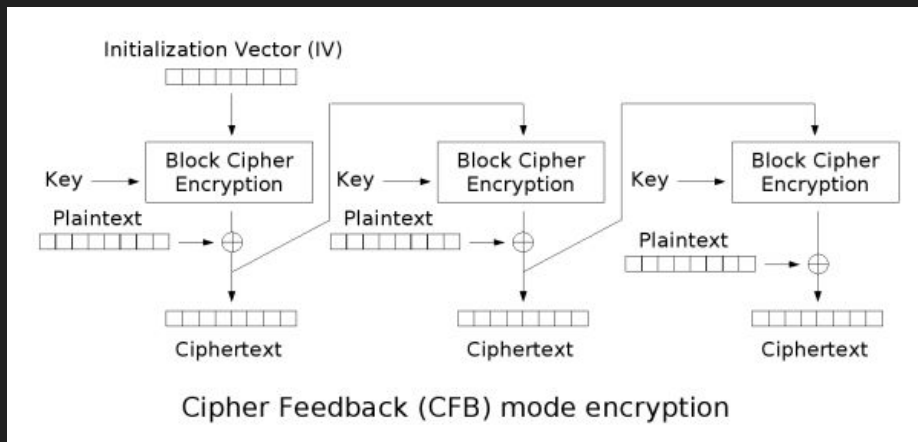 Initialization Vector (IV)
Key
Block Cipher
Encryption
Plaintext
Ciphertext
Key
Block Cipher
Encryption
Plaintext
Ciphertext
Key
Block Cipher
Encryption
Plaintext
Ciphertext
Cipher Feedback (CFB) mode encryption